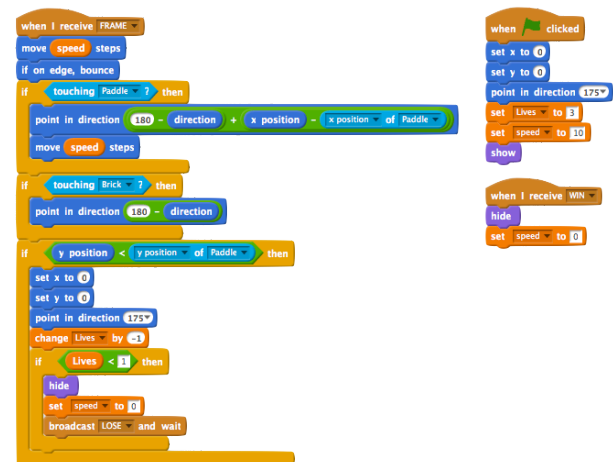 when I receive FRAME
move speed steps
if on edge, bounce
if touching Paddle ? then
point in direction 180 - direction + x position - x position of Paddle
move speed steps
if touching Brick ? then
point in direction 180 - direction
if y position < y position of Paddle then
set x to 0
set y to 0
point in direction 175
change Lives by -1
if Lives < 1 then
hide
set speed to 0
broadcast LOSE and wait
when clicked
set x to 0
set y to 0
point in direction 175
set Lives to 3
set speed to 10
show
when I receive WIN
hide
set speed to 0